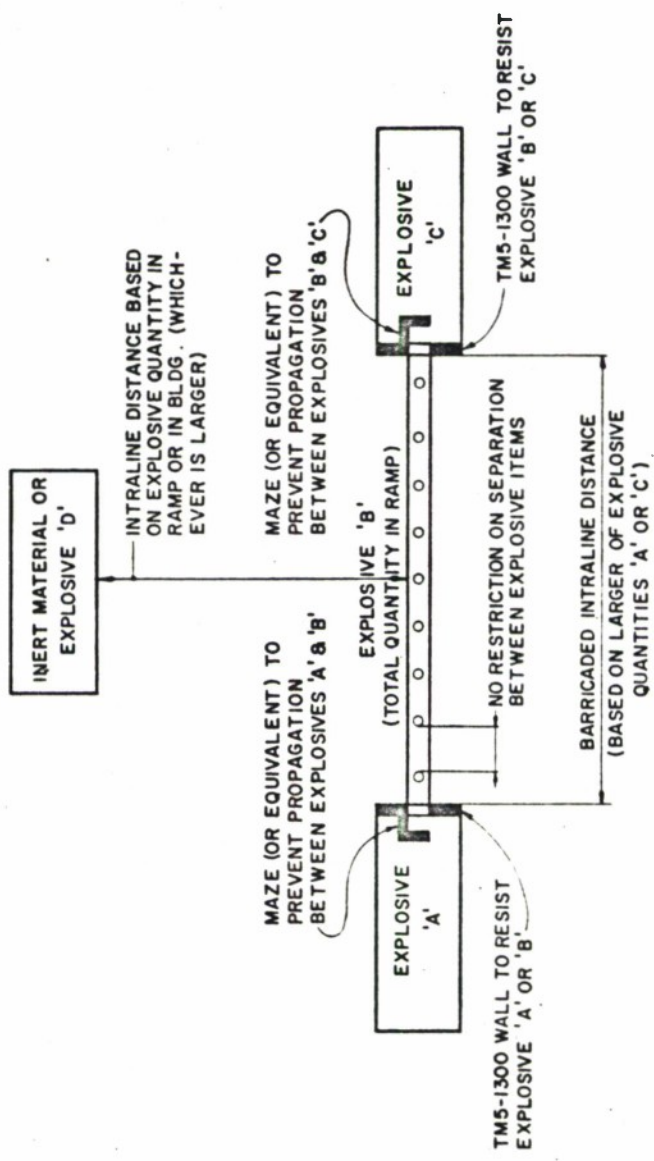 INERT MATERIAL OR
EXPLOSIVE 'D'
INTRALINE DISTANCE BASED
ON EXPLOSIVE QUANTITY IN
RAMP OR IN BLDG. (WHICH-
EVER IS LARGER)
MAZE (OR EQUIVALENT) TO
PREVENT PROPAGATION
BETWEEN EXPLOSIVES 'A' & 'B'
MAZE (OR EQUIVALENT) TO
PREVENT PROPAGATION
BETWEEN EXPLOSIVES 'B' & 'C'
EXPLOSIVE 'B'
(TOTAL QUANTITY IN RAMP)
EXPLOSIVE
'A'
EXPLOSIVE
'C'
NO RESTRICTION ON SEPARATION
BETWEEN EXPLOSIVE ITEMS
TM5-1300 WALL TO RESIST
EXPLOSIVE 'A' OR 'B'
TM5-1300 WALL TO RESIST
EXPLOSIVE 'B' OR 'C'
BARRICADED INTRALINE DISTANCE
(BASED ON LARGER OF EXPLOSIVE
QUANTITIES 'A' OR 'C')